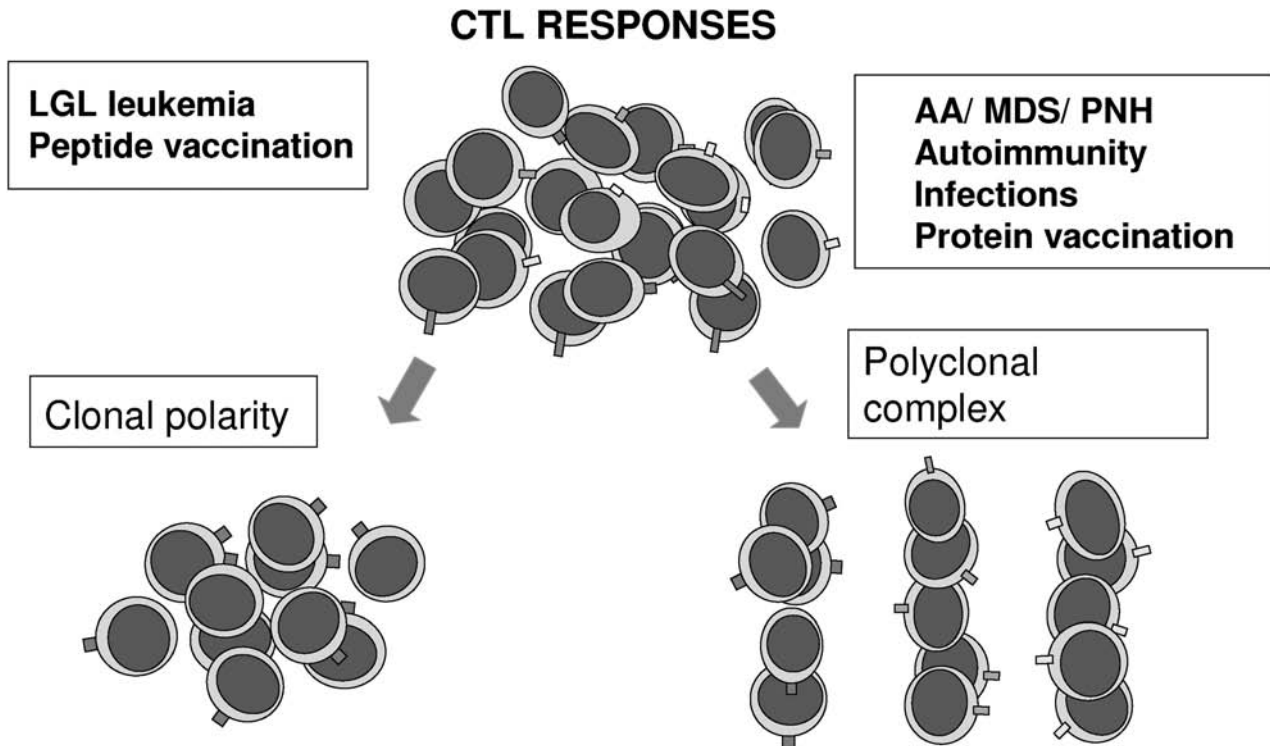 CTL RESPONSES
LGL leukemia
Peptide vaccination
AA/ MDS/ PNH
Autoimmunity
Infections
Protein vaccination
Clonal polarity
Polyclonal
complex